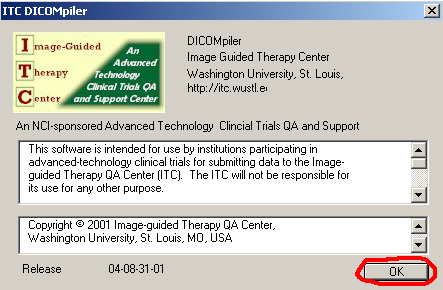 ITC DICOMpiler
Image-Guided
Therapy
Center
An
Advanced
Technology
Clinical Trials QA
and Support Center
DICOMpiler
Image Guided Therapy Center
Washington University, St. Louis,
http://itc.wustl.e
An NCI-sponsored Advanced Technology Clincial Trials QA and Support
This software is intended for use by institutions participating in
advanced-technology clinical trials for submitting data to the Image-
guided Therapy QA Center (ITC). The ITC will not be responsible for
its use for any other purpose.
Copyright © 2001 Image-guided Therapy QA Center,
Washington University, St. Louis, MO, USA
Release 04-08-31-01
OK